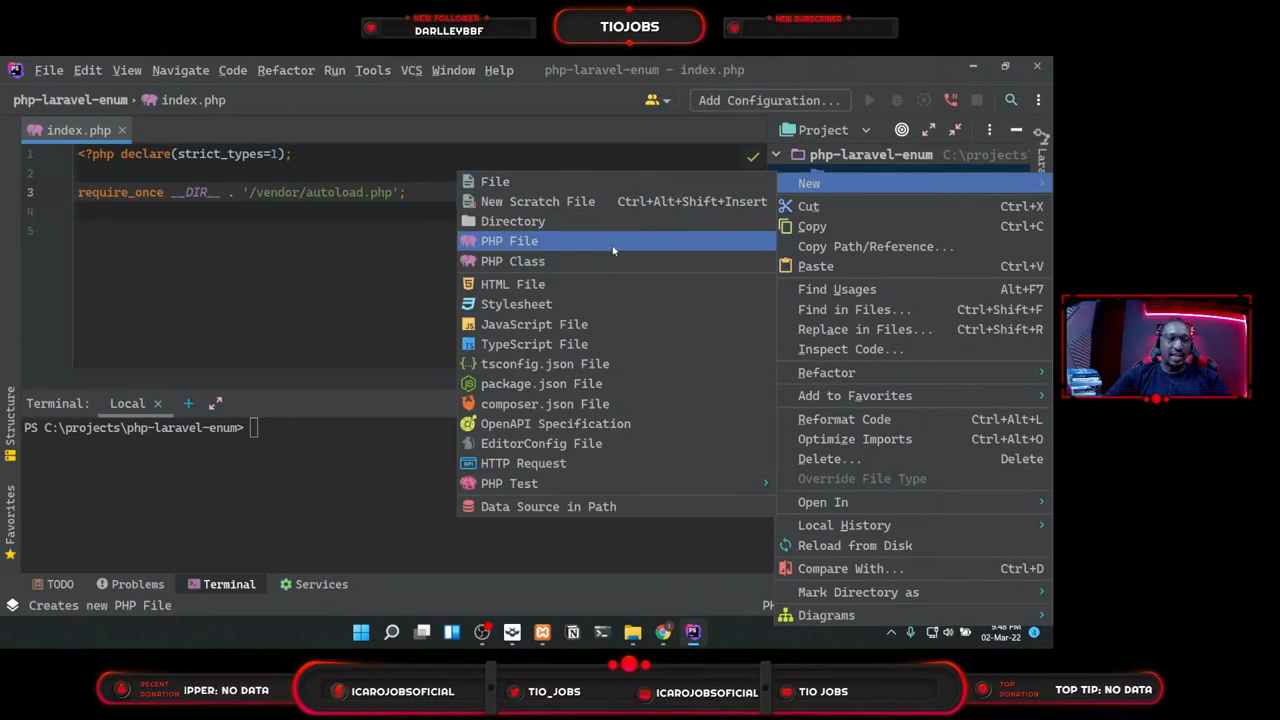 NEW FOLLOWER
DARLLEYBBF
TIOJOBS
NEW SUBSCRIBER
File Edit View Navigate Code Refactor Run Tools VCS Window Help php-laravel-enum - index.php
php-laravel-enum › index.php
Add Configuration...
index.php
Project
1 <?php declare(strict_types=1);
2
3 require_once __DIR__ . '/vendor/autoload.php';
4
5
php-laravel-enum C:\projects\
File
New Scratch File Ctrl+Alt+Shift+Insert
Directory
PHP File
PHP Class
HTML File
Stylesheet
JavaScript File
TypeScript File
tsconfig.json File
package.json File
composer.json File
OpenAPI Specification
EditorConfig File
HTTP Request
PHP Test
Data Source in Path
New
Cut Ctrl+X
Copy Ctrl+C
Copy Path/Reference...
Paste Ctrl+V
Find Usages Alt+F7
Find in Files... Ctrl+Shift+F
Replace in Files... Ctrl+Shift+R
Inspect Code...
Refactor
Add to Favorites
Reformat Code Ctrl+Alt+L
Optimize Imports Ctrl+Alt+O
Delete... Delete
Override File Type
Open In
Local History
Reload from Disk
Compare With... Ctrl+D
Mark Directory as
Diagrams
Structure
Favorites
Terminal: Local
PS C:\projects\php-laravel-enum>
TODO Problems Terminal Services
Creates new PHP File
9:48 PM
02-Mar-22
4
RECENT DONATION
IPPER: NO DATA
ICAROJOBSOFICIAL
TIO_JOBS
ICAROJOBSOFICIAL
TIO JOBS
TOP DONATION
TOP TIP: NO DATA